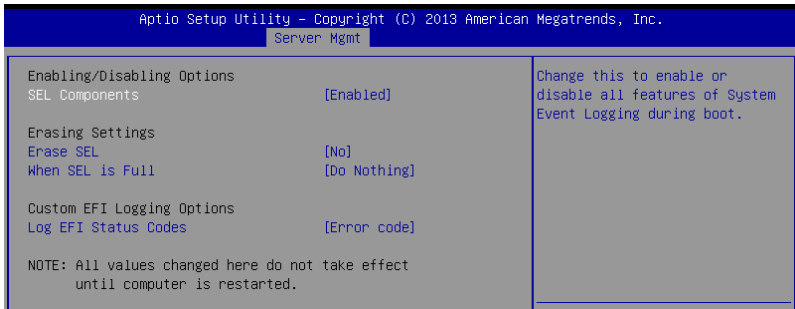 Aptio Setup Utility – Copyright (C) 2013 American Megatrends, Inc.
Server Mgmt
Enabling/Disabling Options
SEL Components [Enabled]
Erasing Settings
Erase SEL [No]
When SEL is Full [Do Nothing]
Custom EFI Logging Options
Log EFI Status Codes [Error code]
NOTE: All values changed here do not take effect
until computer is restarted.
Change this to enable or
disable all features of System
Event Logging during boot.